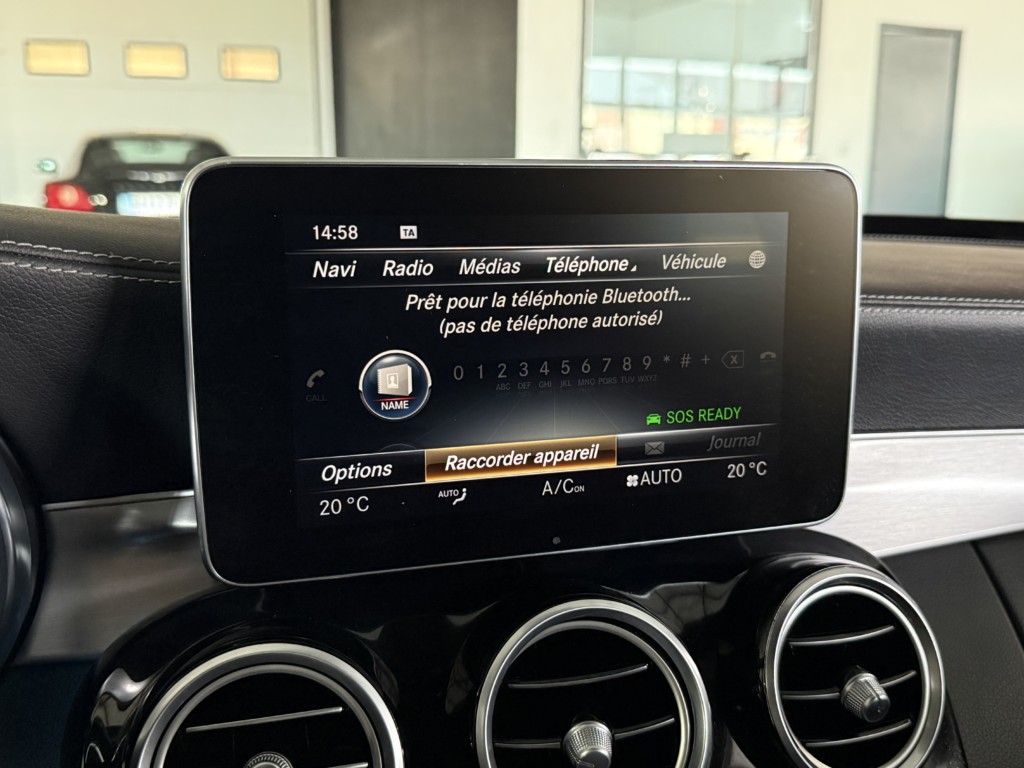 14:58 TA
Navi Radio Médias Téléphone Véhicule
Prêt pour la téléphonie Bluetooth...
(pas de téléphone autorisé)
0 1 2 3 4 5 6 7 8 9 * # +
ABC DEF GHI JKL MNO PQRS TUV WXYZ
CALL
NAME
SOS READY
Options Raccorder appareil Journal
20 °C AUTO A/C ON AUTO 20 °C